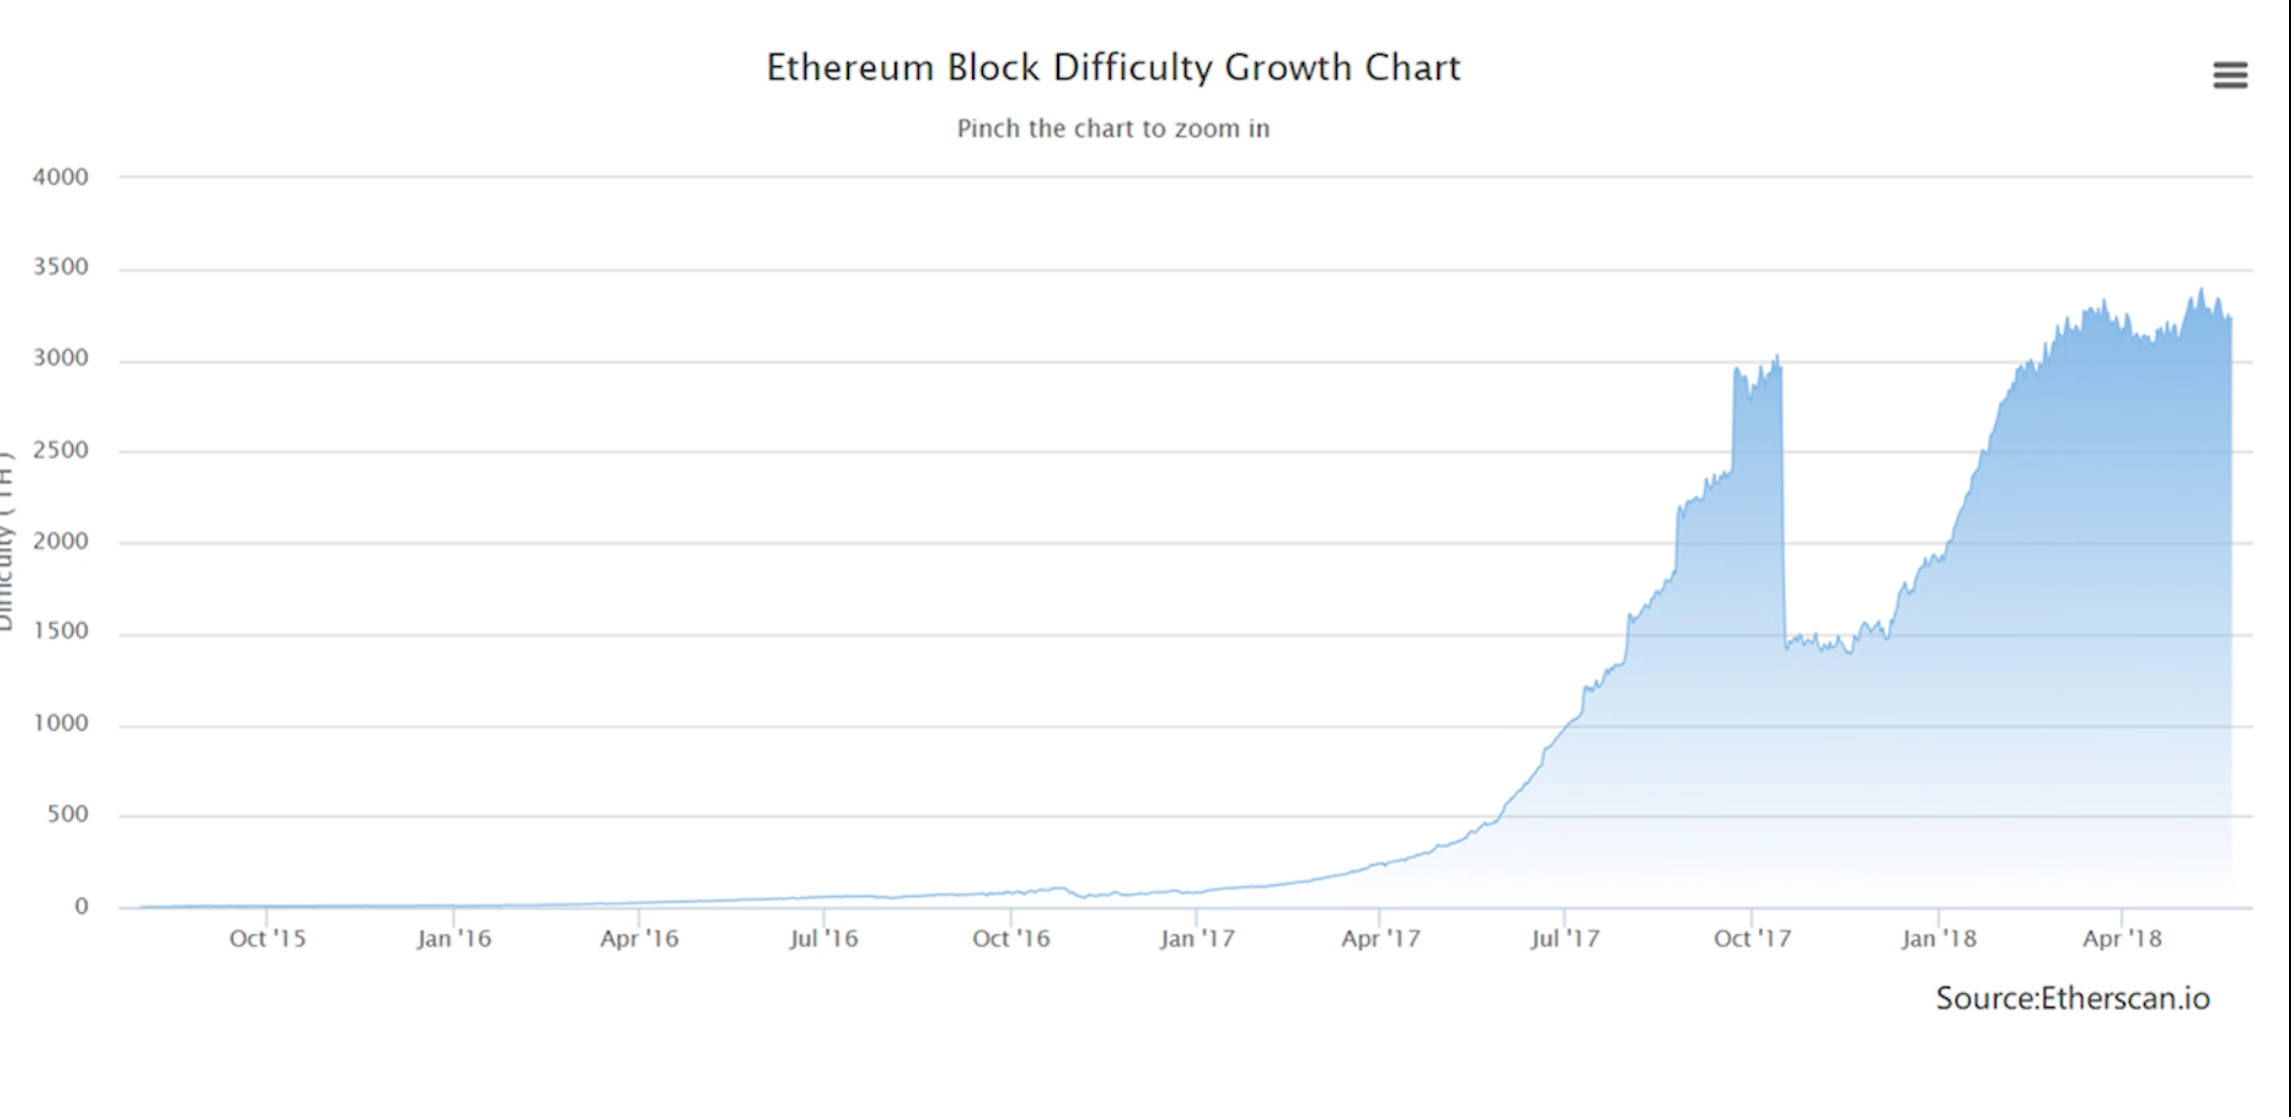 Ethereum Block Difficulty Growth Chart
Pinch the chart to zoom in
4000
3500
3000
2500
2000
1500
1000
500
0
Difficulty ( TH )
Oct '15
Jan '16
Apr '16
Jul '16
Oct '16
Jan '17
Apr '17
Jul '17
Oct '17
Jan '18
Apr '18
Source:Etherscan.io